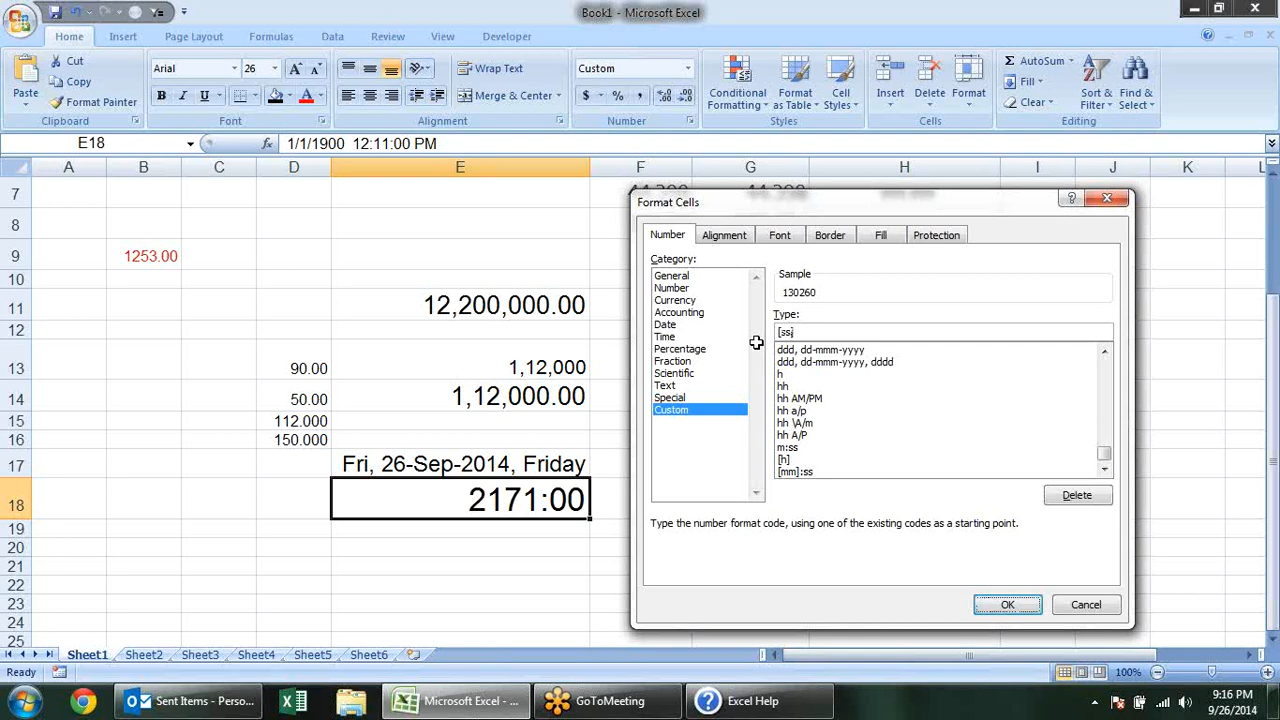 Book1 - Microsoft Excel
Home Insert Page Layout Formulas Data Review View Developer
Paste Cut Copy Format Painter Clipboard
Arial 26 B I U Font
Wrap Text Merge & Center Alignment
Custom $ % , Number
Conditional Formatting Format as Table Cell Styles Styles
Insert Delete Format Cells
AutoSum Fill Clear Sort & Filter Find & Select Editing
E18 fx 1/1/1900 12:11:00 PM
A B C D E F G H I J K L
7
8
9 1253.00
10
11 12,200,000.00
12
13 90.00 1,12,000
14 50.00 1,12,000.00
15 112.000
16 150.000
17 Fri, 26-Sep-2014, Friday
18 2171:00
19
20
21
22
23
24
25
Format Cells
Number Alignment Font Border Fill Protection
Category:
General
Number
Currency
Accounting
Date
Time
Percentage
Fraction
Scientific
Text
Special
Custom
Sample
130260
Type:
[ss]
ddd, dd-mmm-yyyy
ddd, dd-mmm-yyyy, dddd
h
hh
hh AM/PM
hh a/p
hh \A/m
hh A/P
m:ss
[h]
[mm]:ss
Delete
Type the number format code, using one of the existing codes as a starting point.
OK Cancel
Sheet1 Sheet2 Sheet3 Sheet4 Sheet5 Sheet6
Ready 100%
Sent Items - Perso... Microsoft Excel - ... GoToMeeting Excel Help
9:16 PM
9/26/2014